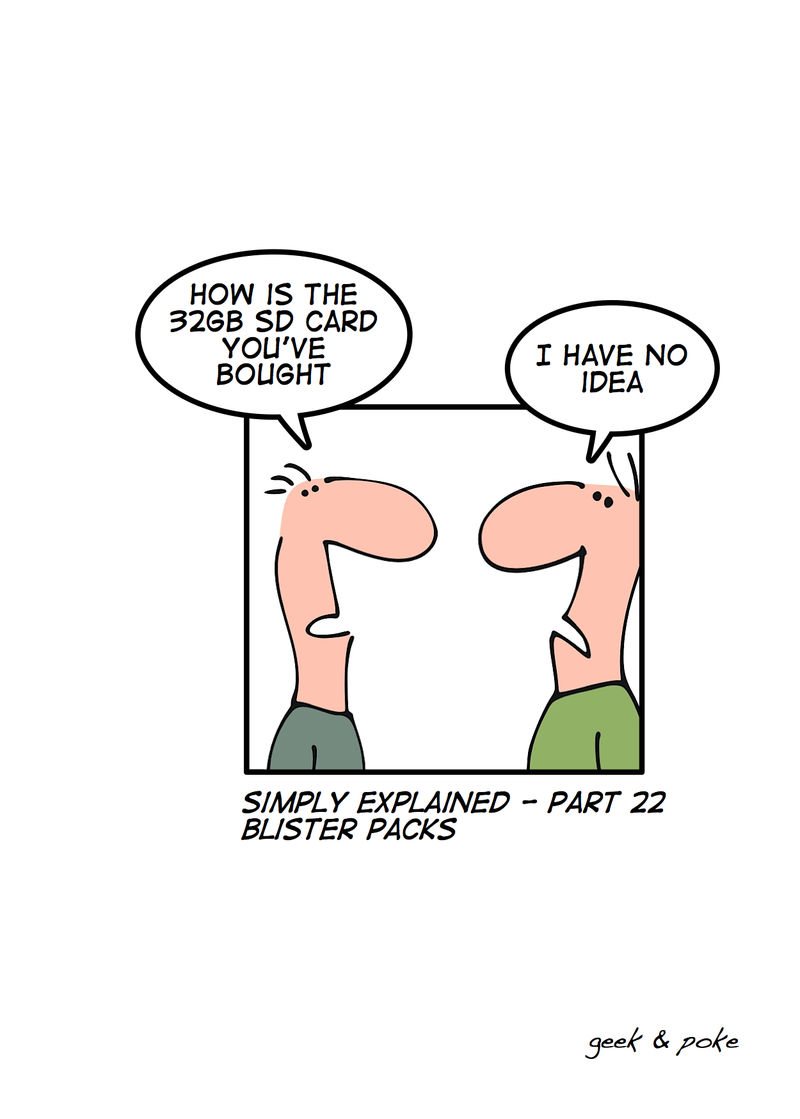 HOW IS THE
32GB SD CARD
YOU'VE
BOUGHT
I HAVE NO
IDEA
SIMPLY EXPLAINED - PART 22
BLISTER PACKS
geek & poke